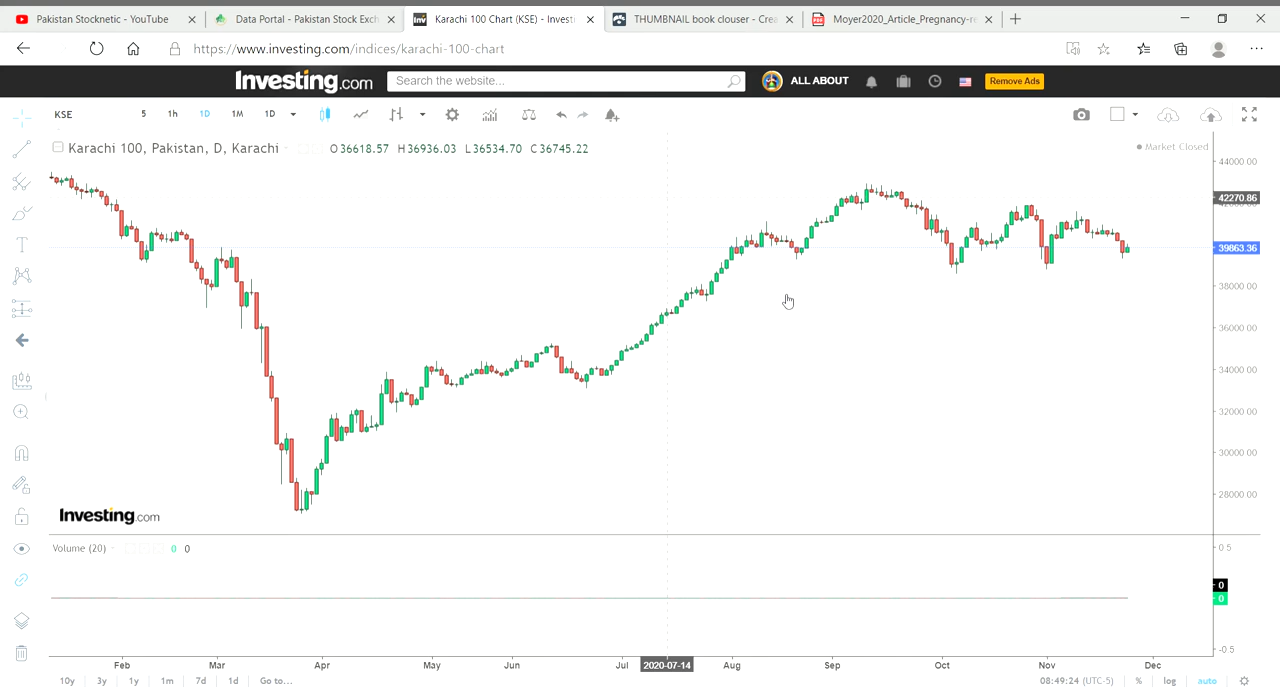 Pakistan Stocknetic - YouTube
Data Portal - Pakistan Stock Exch
Karachi 100 Chart (KSE) - Investi
THUMBNAIL book clouser - Crea
Moyer2020_Article_Pregnancy-re
https://www.investing.com/indices/karachi-100-chart
Investing.com
Search the website...
ALL ABOUT
Remove Ads
KSE 5 1h 1D 1M 1D
Karachi 100, Pakistan, D, Karachi
O36618.57 H36936.03 L36534.70 C36745.22
Market Closed
44000.00
42270.86
39863.36
38000.00
36000.00
34000.00
32000.00
30000.00
28000.00
Investing.com
Volume (20) 0 0
0.5
0
0
-0.5
Feb Mar Apr May Jun Jul 2020-07-14 Aug Sep Oct Nov Dec
10y 3y 1y 1m 7d 1d Go to... 08:49:24 (UTC-5) % log auto